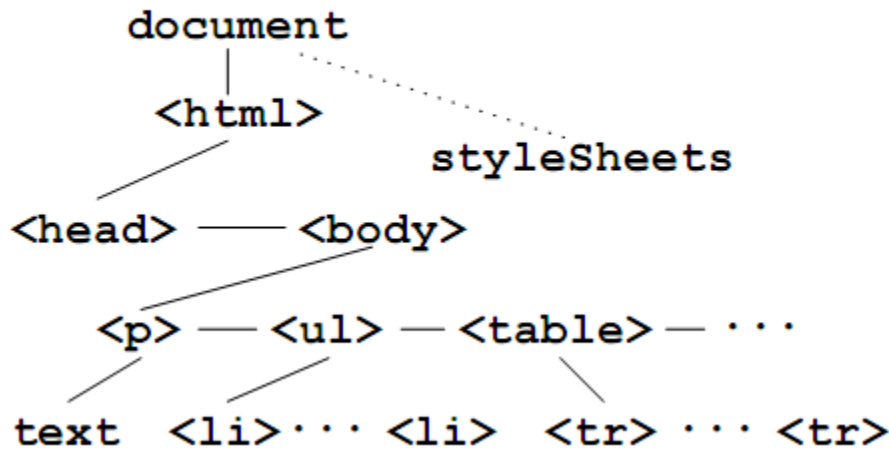 document
<html>
styleSheets
<head> <body>
<p> <ul> <table> ...
text <li> ... <li> <tr> ... <tr>